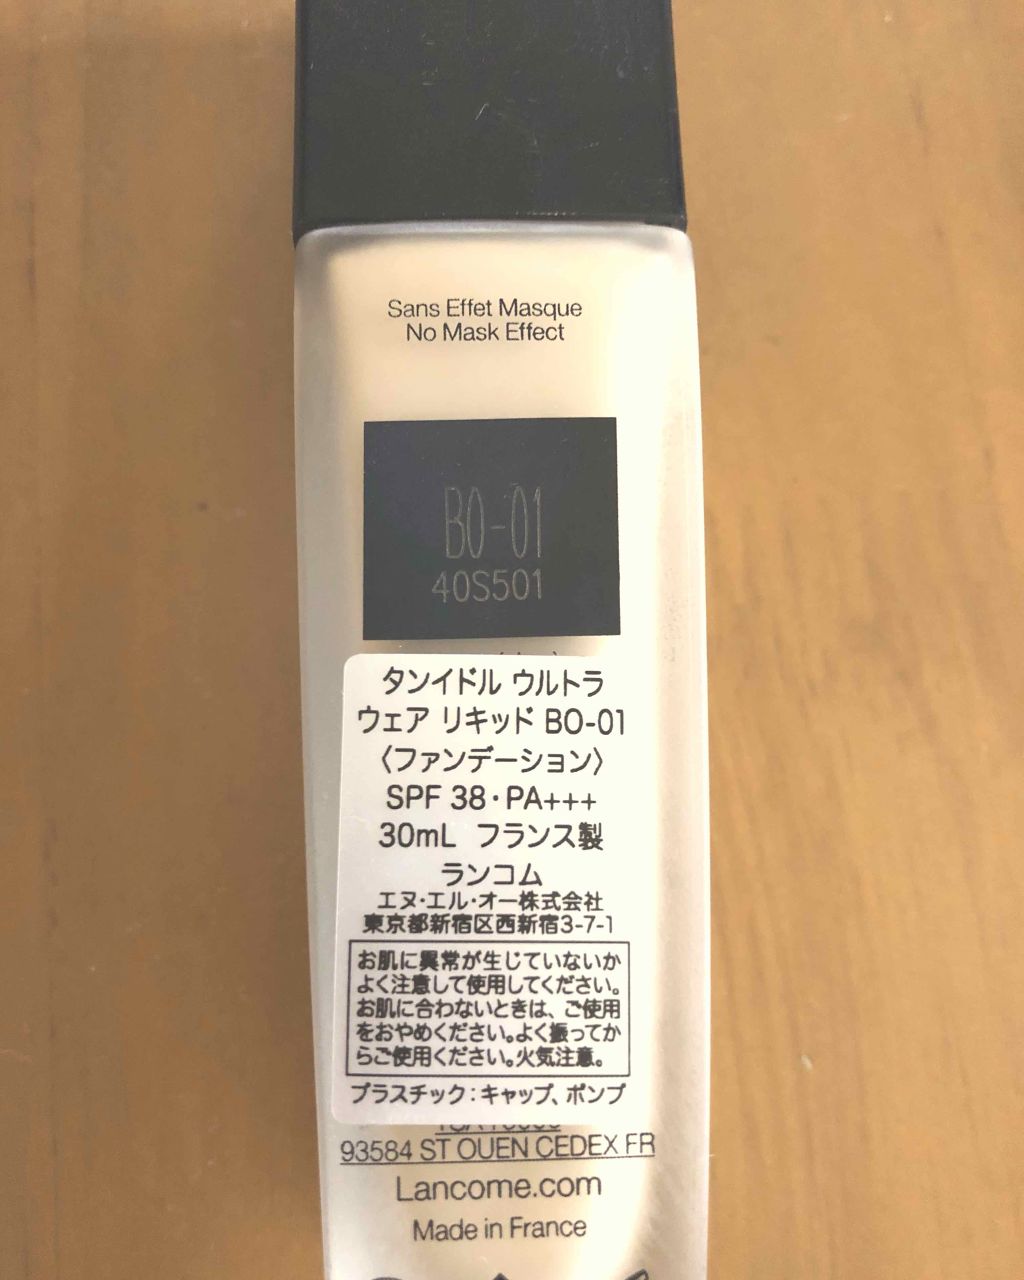 Sans Effet Masque
No Mask Effect
BO-01
40S501
タンイドル ウルトラ
ウェア リキッド BO-01
〈ファンデーション〉
SPF 38・PA+++
30mL フランス製
ランコム
エヌ・エル・オー株式会社
東京都新宿区西新宿3-7-1
お肌に異常が生じていないか
よく注意して使用してください。
お肌に合わないときは、ご使用
をおやめください。よく振ってか
らご使用ください。火気注意。
プラスチック：キャップ、ポンプ
93584 ST OUEN CEDEX FR
Lancome.com
Made in France